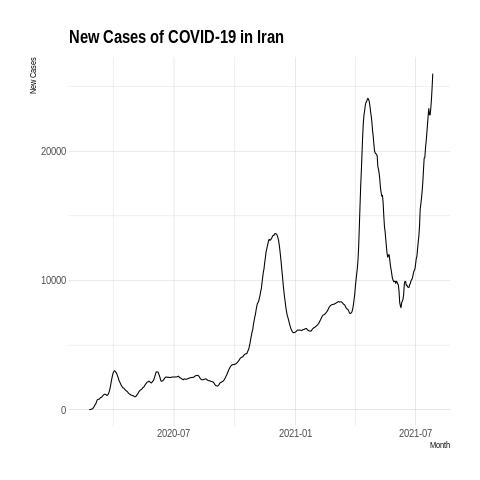 New Cases of COVID-19 in Iran
New Cases
20000
10000
0
2020-07 2021-01 2021-07
Month